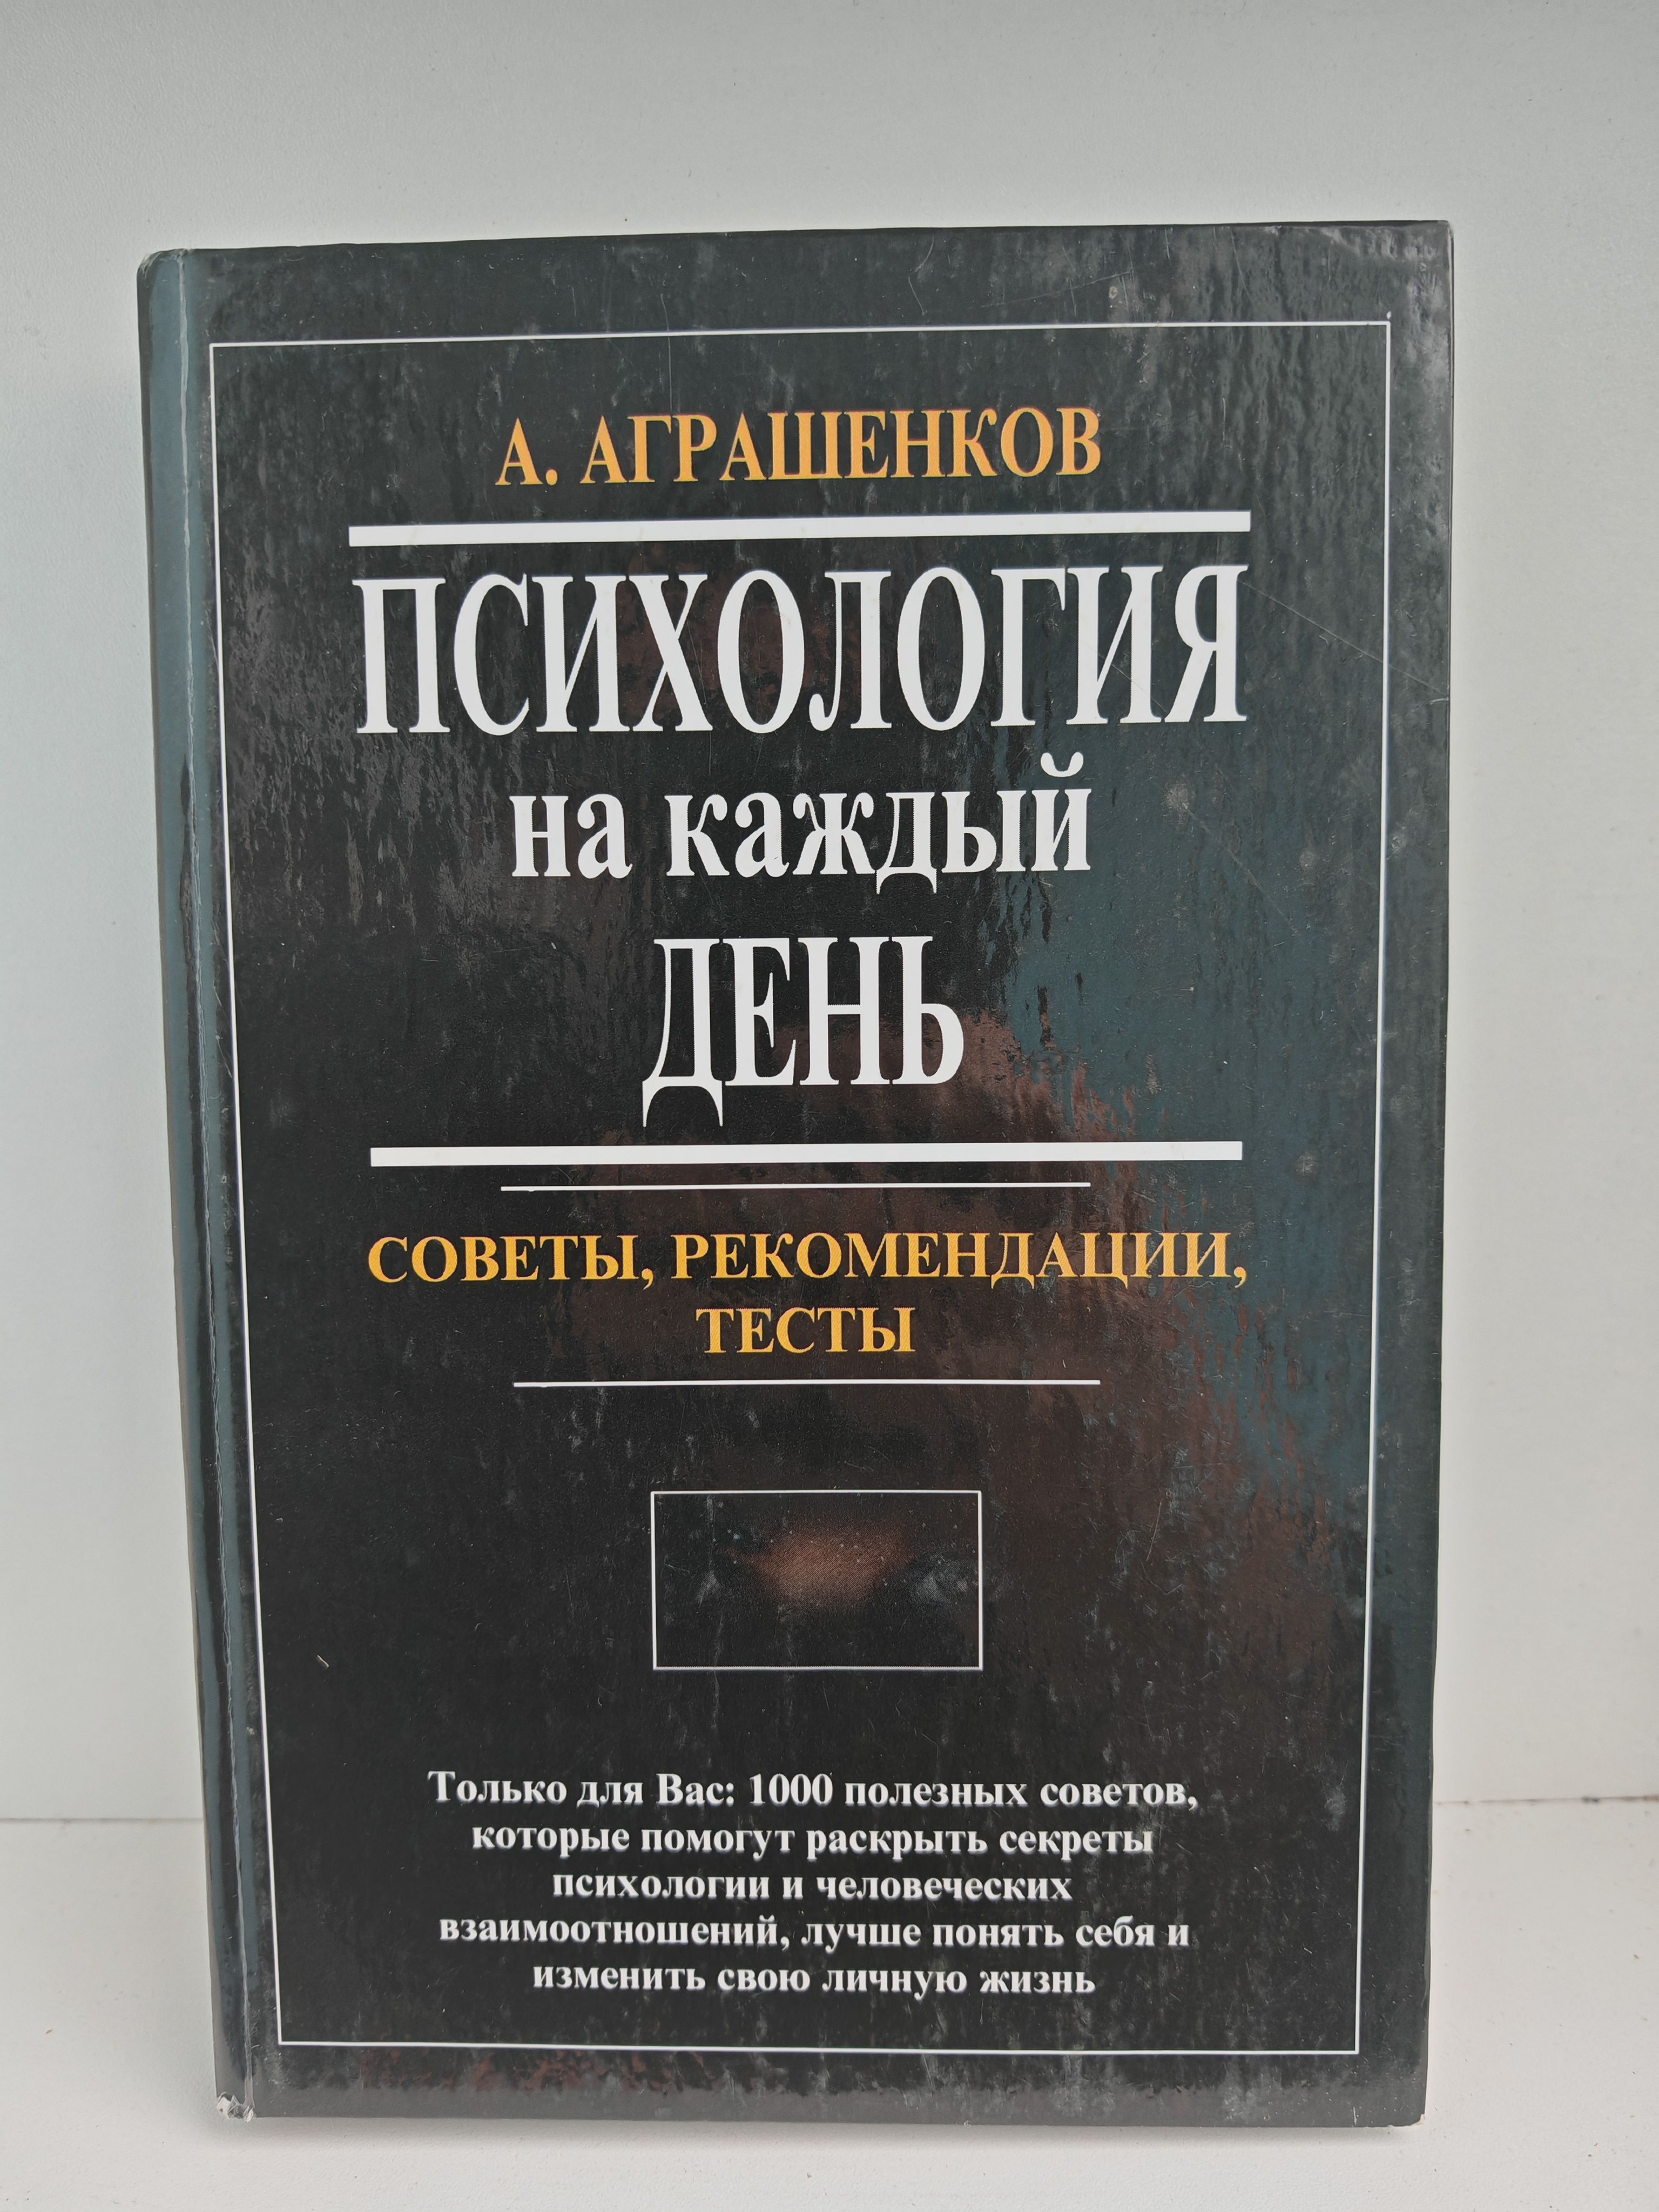 А. АГРАШЕНКОВ
ПСИХОЛОГИЯ
на каждый
ДЕНЬ
СОВЕТЫ, РЕКОМЕНДАЦИИ,
ТЕСТЫ
Только для Вас: 1000 полезных советов,
которые помогут раскрыть секреты
психологии и человеческих
взаимоотношений, лучше понять себя и
изменить свою личную жизнь